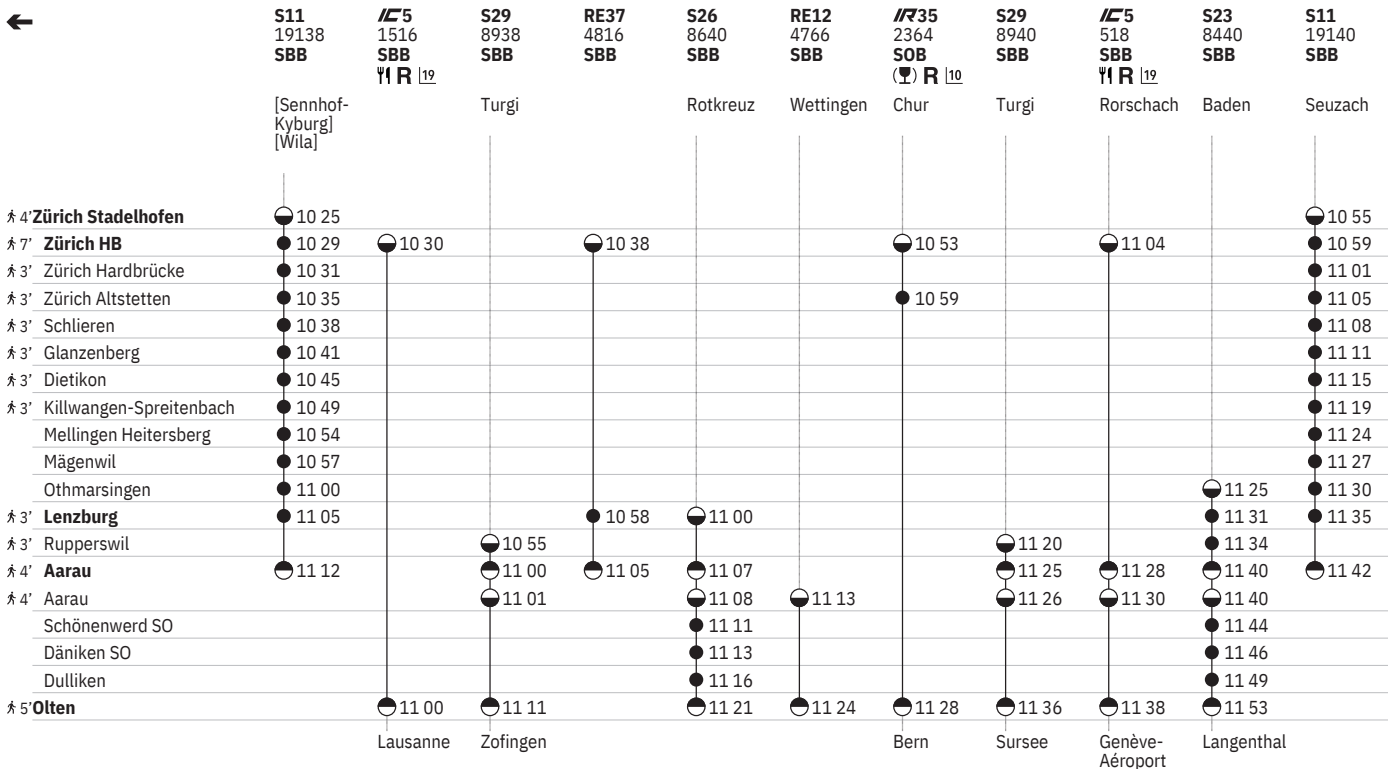 S11 IC5 S29 RE37 S26 RE12 IR35 S29 IC5 S23 S11
19138 1516 8938 4816 8640 4766 2364 8940 518 8440 19140
SBB SBB SBB SBB SBB SBB SOB SBB SBB SBB SBB
R 19 R 10 R 19
[Sennhof- Turgi Rotkreuz Wettingen Chur Turgi Rorschach Baden Seuzach
Kyburg]
[Wila]
4’ Zürich Stadelhofen 10 25 10 55
7’ Zürich HB 10 29 10 30 10 38 10 53 11 04 10 59
3’ Zürich Hardbrücke 10 31 11 01
3’ Zürich Altstetten 10 35 10 59 11 05
3’ Schlieren 10 38 11 08
3’ Glanzenberg 10 41 11 11
3’ Dietikon 10 45 11 15
3’ Killwangen-Spreitenbach 10 49 11 19
Mellingen Heitersberg 10 54 11 24
Mägenwil 10 57 11 27
Othmarsingen 11 00 11 25 11 30
3’ Lenzburg 11 05 10 58 11 00 11 31 11 35
3’ Rupperswil 10 55 11 20 11 34
4’ Aarau 11 12 11 00 11 05 11 07 11 25 11 28 11 40 11 42
4’ Aarau 11 01 11 08 11 13 11 26 11 30 11 40
Schönenwerd SO 11 11 11 44
Däniken SO 11 13 11 46
Dulliken 11 16 11 49
5’ Olten 11 00 11 11 11 21 11 24 11 28 11 36 11 38 11 53
Lausanne Zofingen Bern Sursee Genève- Langenthal
Aéroport